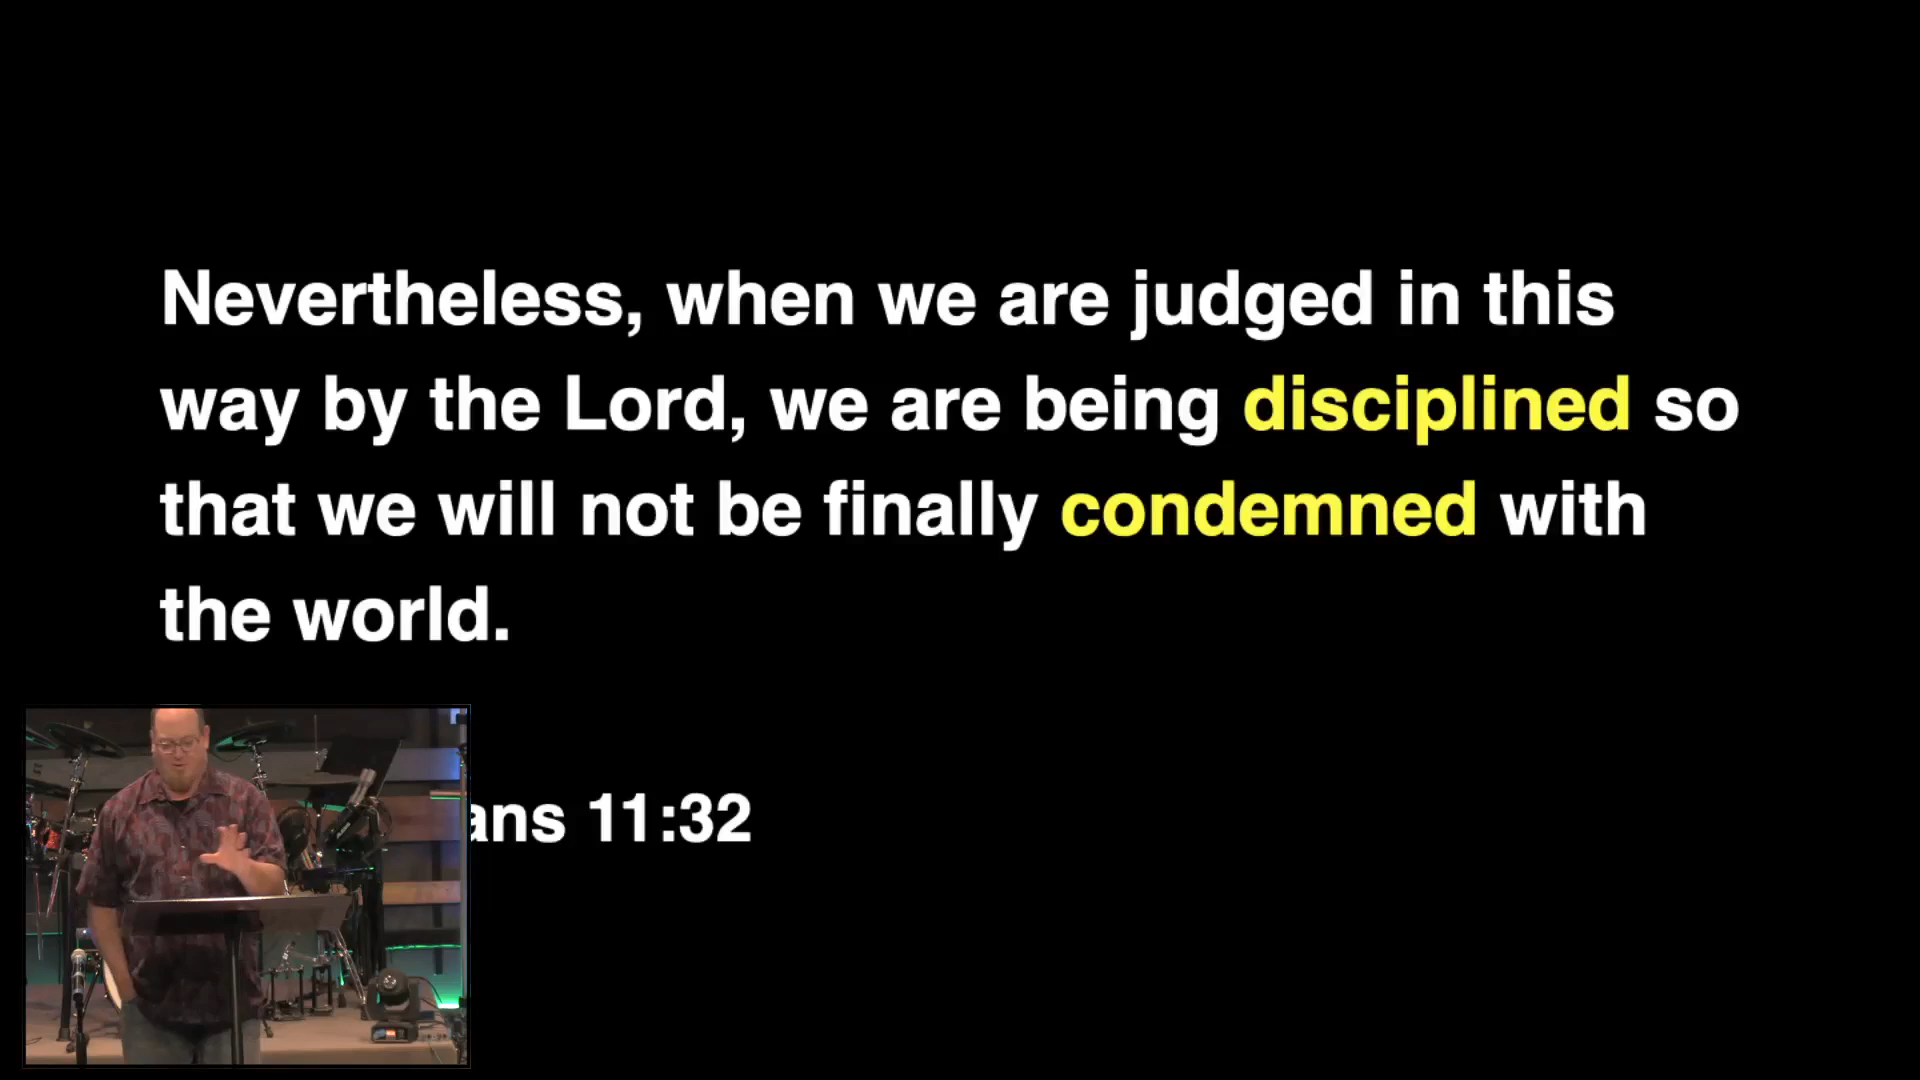 Nevertheless, when we are judged in this
way by the Lord, we are being disciplined so
that we will not be finally condemned with
the world.
ans 11:32